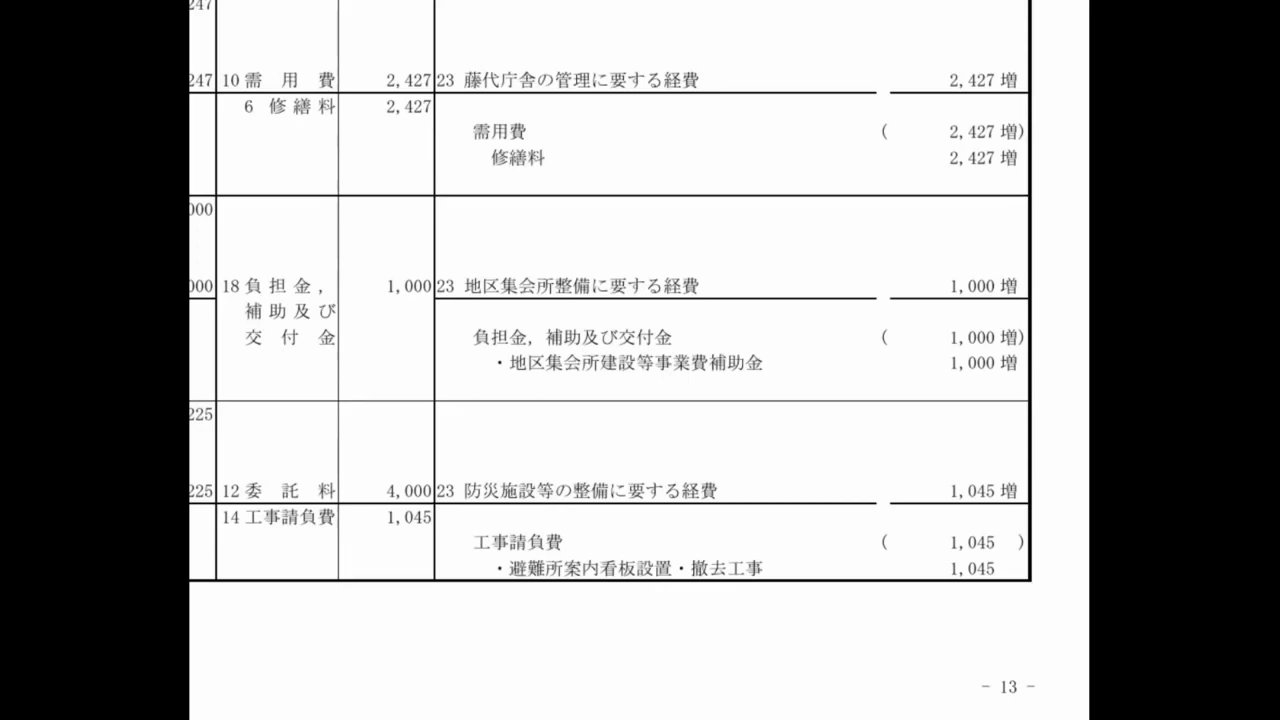 247
247 10 需用費 2,427 23 藤代庁舎の管理に要する経費 2,427 増
6 修繕料 2,427
需用費 ( 2,427 増)
修繕料 2,427 増
000
000 18 負担金, 1,000 23 地区集会所整備に要する経費 1,000 増
補助及び
交付金 負担金, 補助及び交付金 ( 1,000 増)
・地区集会所建設等事業費補助金 1,000 増
225
225 12 委託料 4,000 23 防災施設等の整備に要する経費 1,045 増
14 工事請負費 1,045
工事請負費 ( 1,045 )
・避難所案内看板設置・撤去工事 1,045
- 13 -